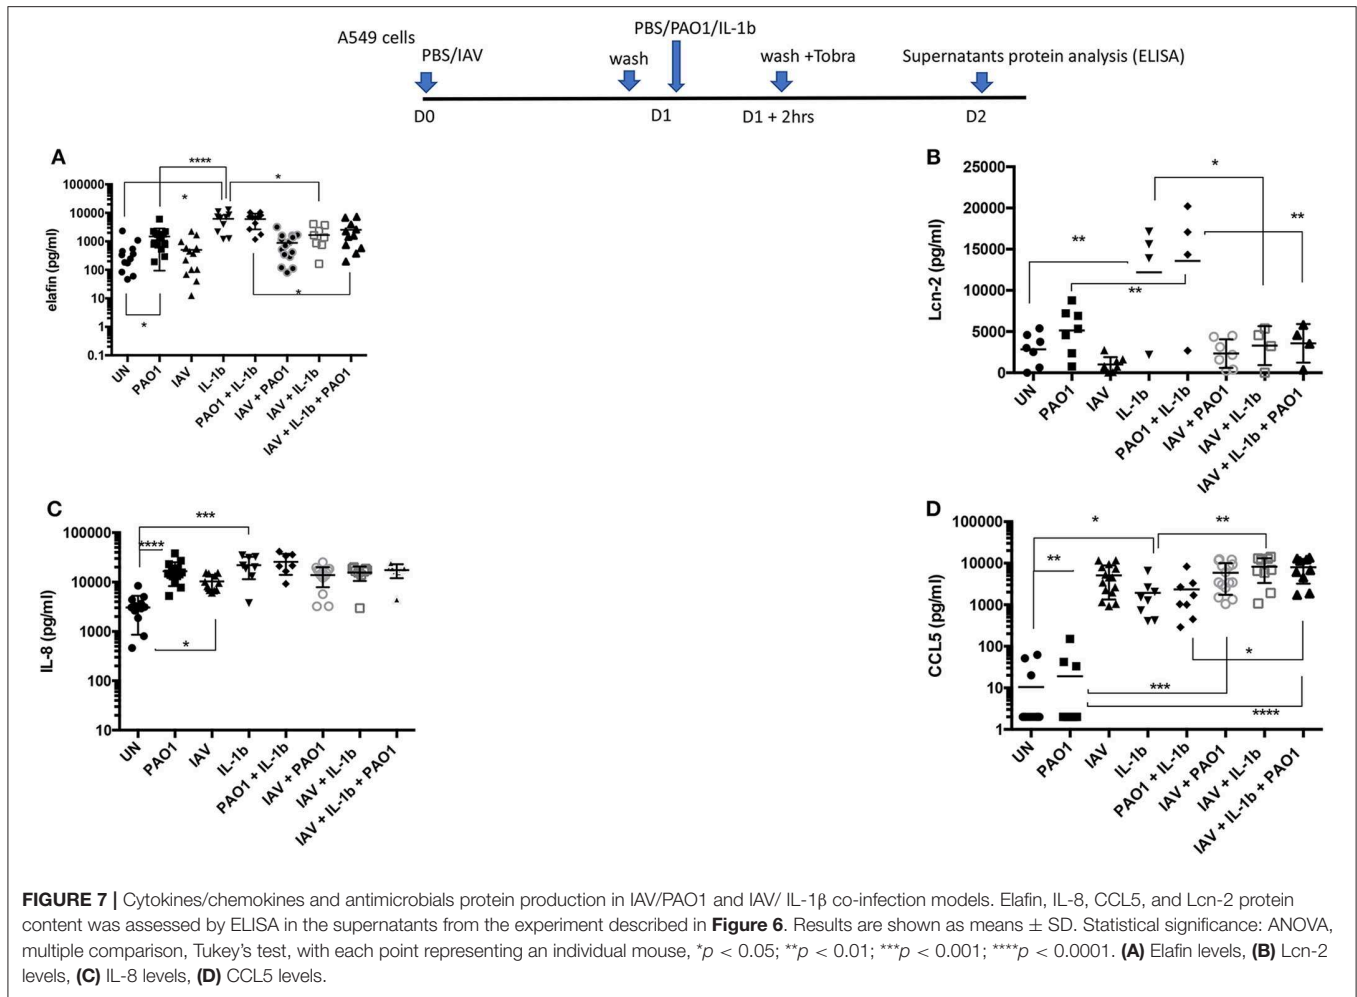 PBS/PAO1/IL-1b
A549 cells
PBS/IAV
wash
wash +Tobra
Supernatants protein analysis (ELISA)
D0
D1
D1 + 2hrs
D2
A
****
*
*
100000
10000
1000
100
10
1
0.1
elafin (pg/ml)
*
*
UN
PAO1
IAV
IL-1b
PAO1 + IL-1b
IAV + PAO1
IAV + IL-1b
IAV + IL-1b + PAO1
B
*
**
**
**
25000
20000
15000
10000
5000
0
Lcn-2 (pg/ml)
UN
PAO1
IAV
IL-1b
PAO1 + IL-1b
IAV + PAO1
IAV + IL-1b
IAV + IL-1b + PAO1
C
***
****
*
100000
10000
1000
100
10
IL-8 (pg/ml)
UN
PAO1
IAV
IL-1b
PAO1 + IL-1b
IAV + PAO1
IAV + IL-1b
IAV + IL-1b + PAO1
D
*
**
**
*
***
****
100000
10000
1000
100
10
1
CCL5 (pg/ml)
UN
PAO1
IAV
IL-1b
PAO1 + IL-1b
IAV + PAO1
IAV + IL-1b
IAV + IL-1b + PAO1
FIGURE 7 | Cytokines/chemokines and antimicrobials protein production in IAV/PAO1 and IAV/ IL-1β co-infection models. Elafin, IL-8, CCL5, and Lcn-2 protein
content was assessed by ELISA in the supernatants from the experiment described in Figure 6. Results are shown as means ± SD. Statistical significance: ANOVA,
multiple comparison, Tukey's test, with each point representing an individual mouse, *p < 0.05; **p < 0.01; ***p < 0.001; ****p < 0.0001. (A) Elafin levels, (B) Lcn-2
levels, (C) IL-8 levels, (D) CCL5 levels.